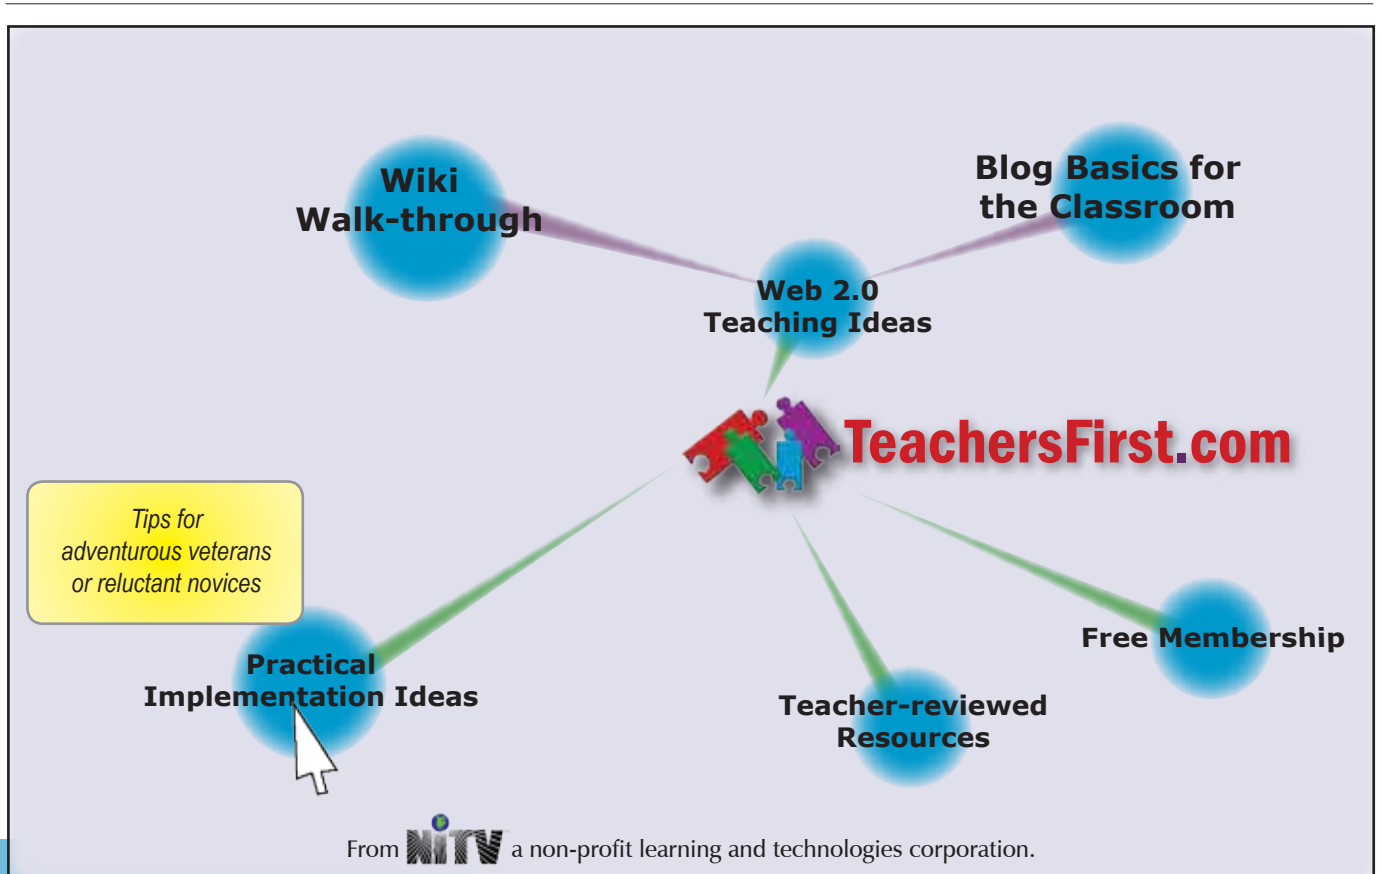 Wiki
Walk-through
Blog Basics for
the Classroom
Web 2.0
Teaching Ideas
TeachersFirst.com
Tips for
adventurous veterans
or reluctant novices
Practical
Implementation Ideas
Free Membership
Teacher-reviewed
Resources
From NiTV a non-profit learning and technologies corporation.